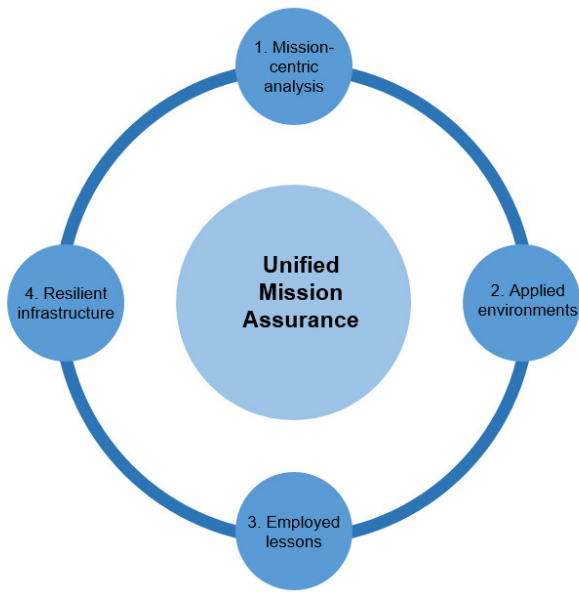 1. Mission-
centric
analysis
Unified
Mission
Assurance
4. Resilient
infrastructure
2. Applied
environments
3. Employed
lessons